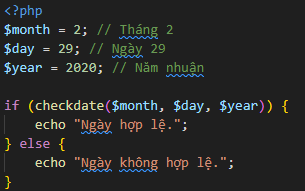 <?php
$month = 2; // Tháng 2
$day = 29; // Ngày 29
$year = 2020; // Năm nhuận

if (checkdate($month, $day, $year)) {
    echo "Ngày hợp lệ.";
} else {
    echo "Ngày không hợp lệ.";
}